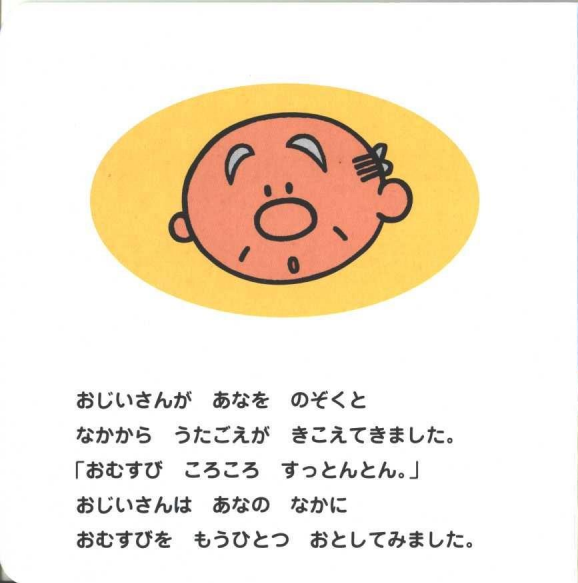 おじいさんが　あなを　のぞくと
なかから　うたごえが　きこえてきました。
「おむすび　ころころ　すっとんとん。」
おじいさんは　あなの　なかに
おむすびを　もうひとつ　おとしてみました。